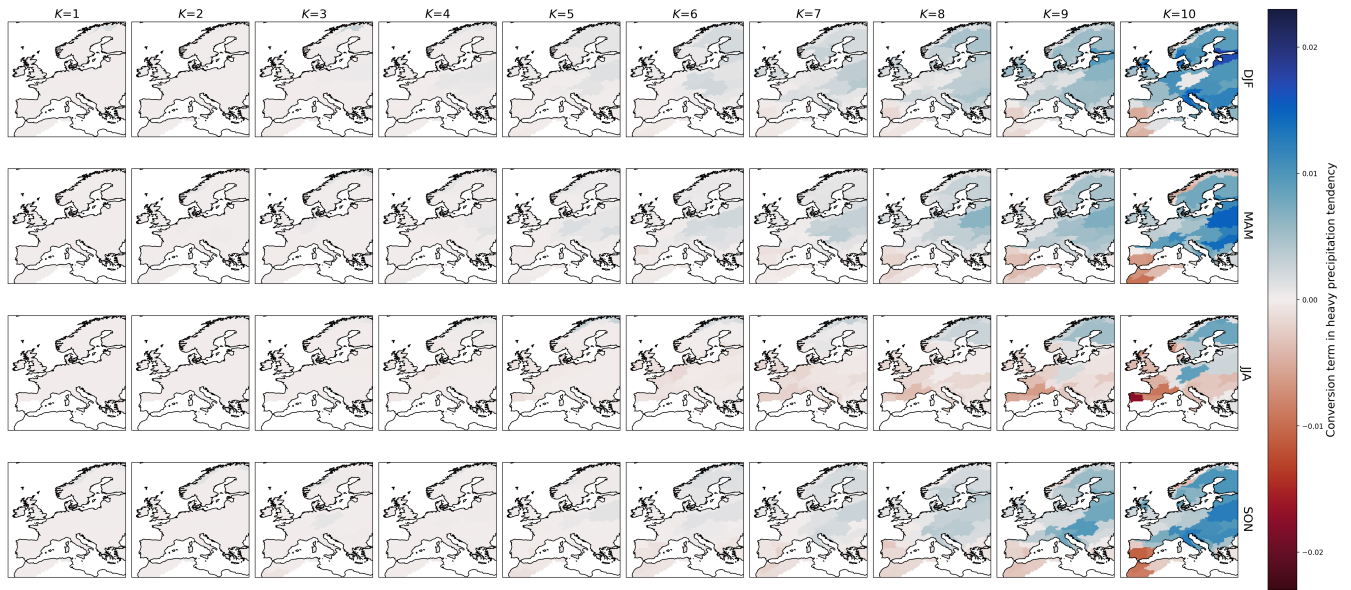 K=1 K=2 K=3 K=4 K=5 K=6 K=7 K=8 K=9 K=10
DJF
MAM
JJA
SON
0.02
0.01
0.00
−0.01
−0.02
Conversion term in heavy precipitation tendency